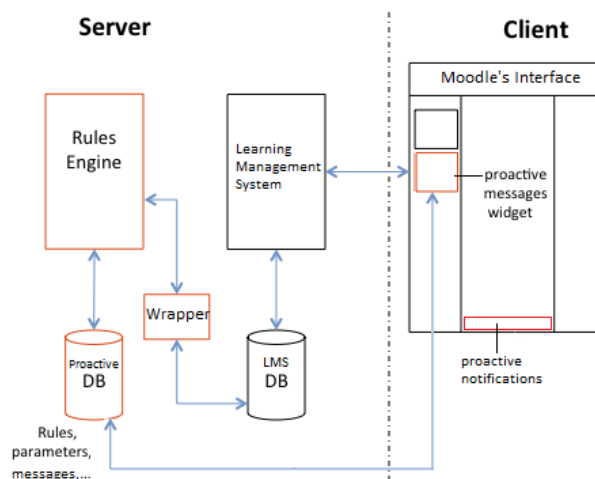 Server
Client
Moodle's Interface
Rules
Engine
Learning
Management
System
proactive
messages
widget
Wrapper
Proactive
DB
LMS
DB
proactive
notifications
Rules,
parameters,
messages,...